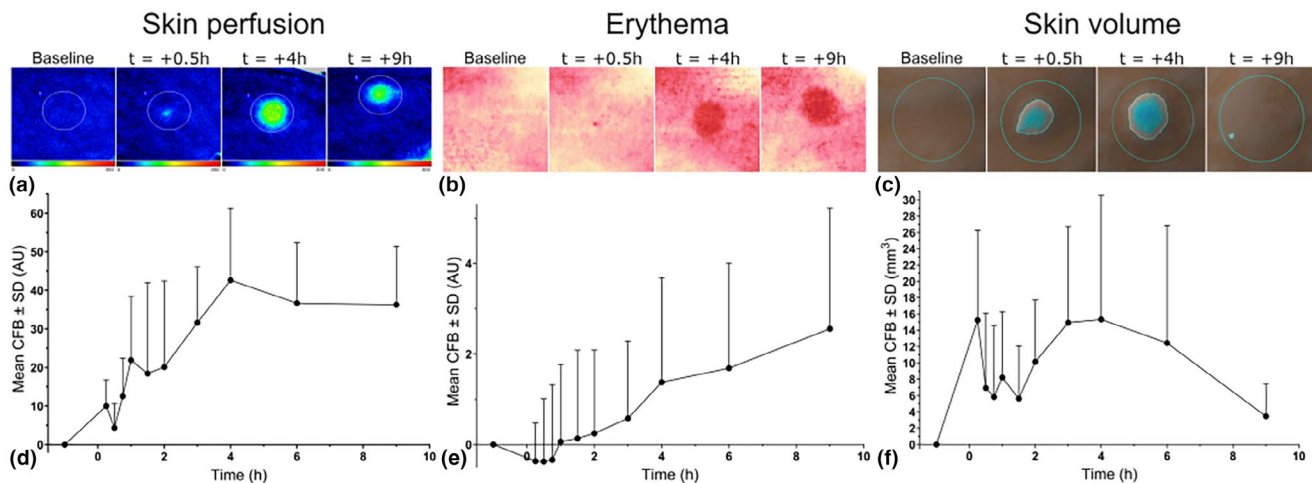 Skin perfusion
Erythema
Skin volume
Baseline t = +0.5h t = +4h t = +9h
Baseline t = +0.5h t = +4h t = +9h
Baseline t = +0.5h t = +4h t = +9h
(a)
(b)
(c)
Mean CFB ± SD (AU)
60
50
40
30
20
10
0
0 2 4 6 8 10
Time (h)
(d)
Mean CFB ± SD (AU)
4
2
0
0 2 4 6 8 10
Time (h)
(e)
Mean CFB ± SD (mm³)
30
28
26
24
22
20
18
16
14
12
10
8
6
4
2
0
0 2 4 6 8 10
Time (h)
(f)